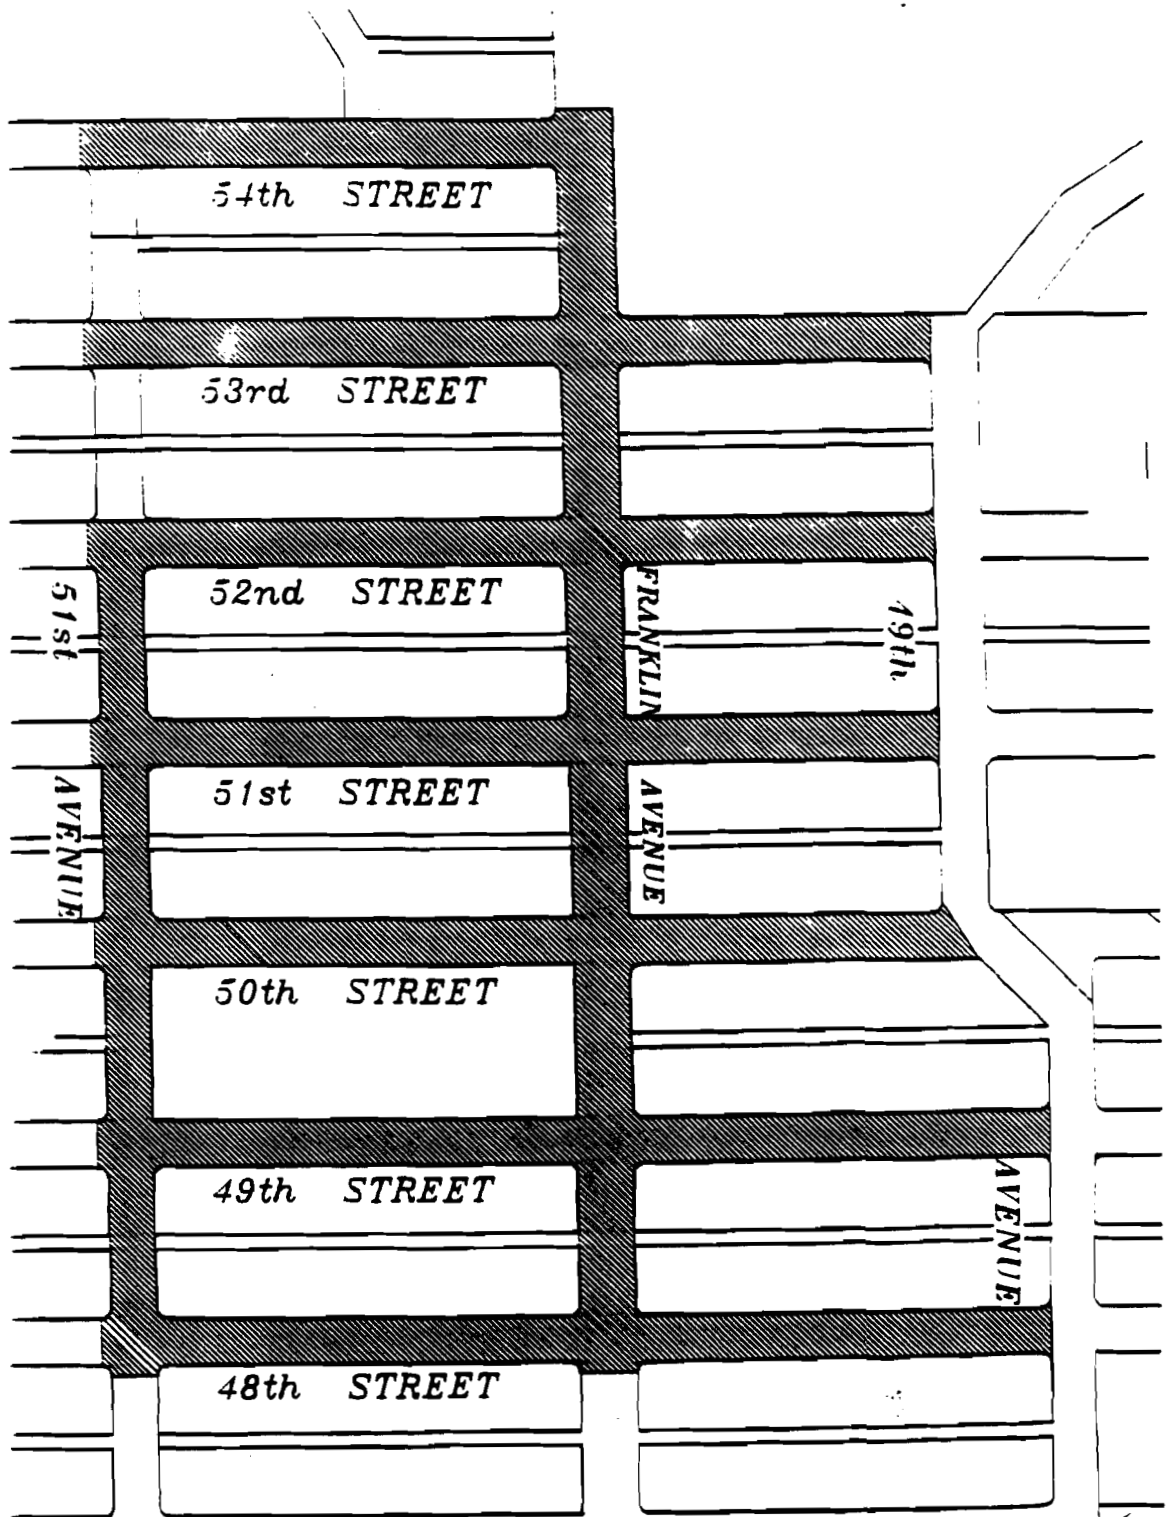 54th STREET
53rd STREET
52nd STREET
51st
FRANKLIN
49th
51st STREET
AVENUE
AVENUE
50th STREET
49th STREET
AVENUE
48th STREET